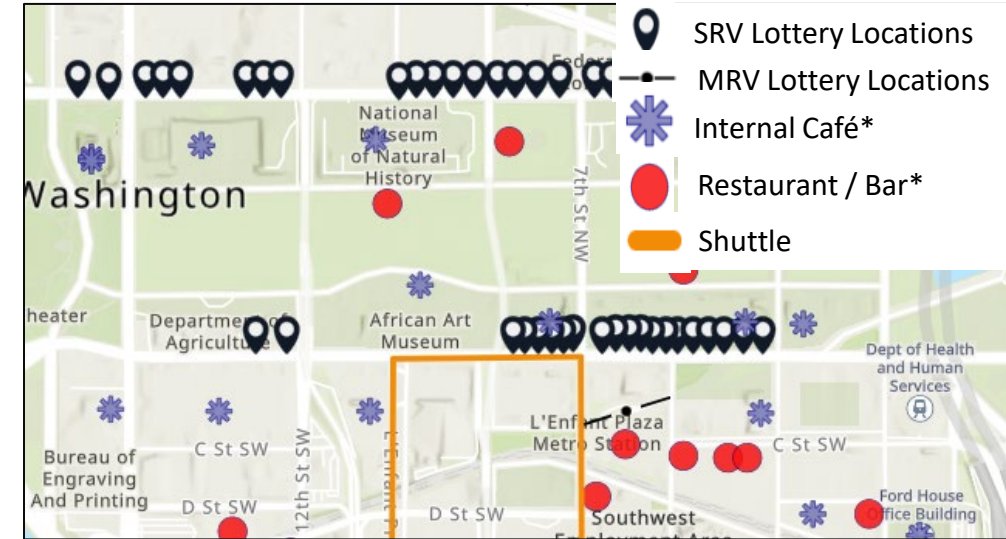 SRV Lottery Locations
MRV Lottery Locations
Internal Café*
Restaurant / Bar*
Shuttle
National
Museum
of Natural
History
Washington
7th St NW
Department of
Agriculture
African Art
Museum
Dept of Health
and Human
Services
L'Enfant Plaza
Metro Station
C St SW
C St SW
Bureau of
Engraving
And Printing
12th St SW
D St SW
D St SW
Ford House
Office Building
Southwest
Employment Area